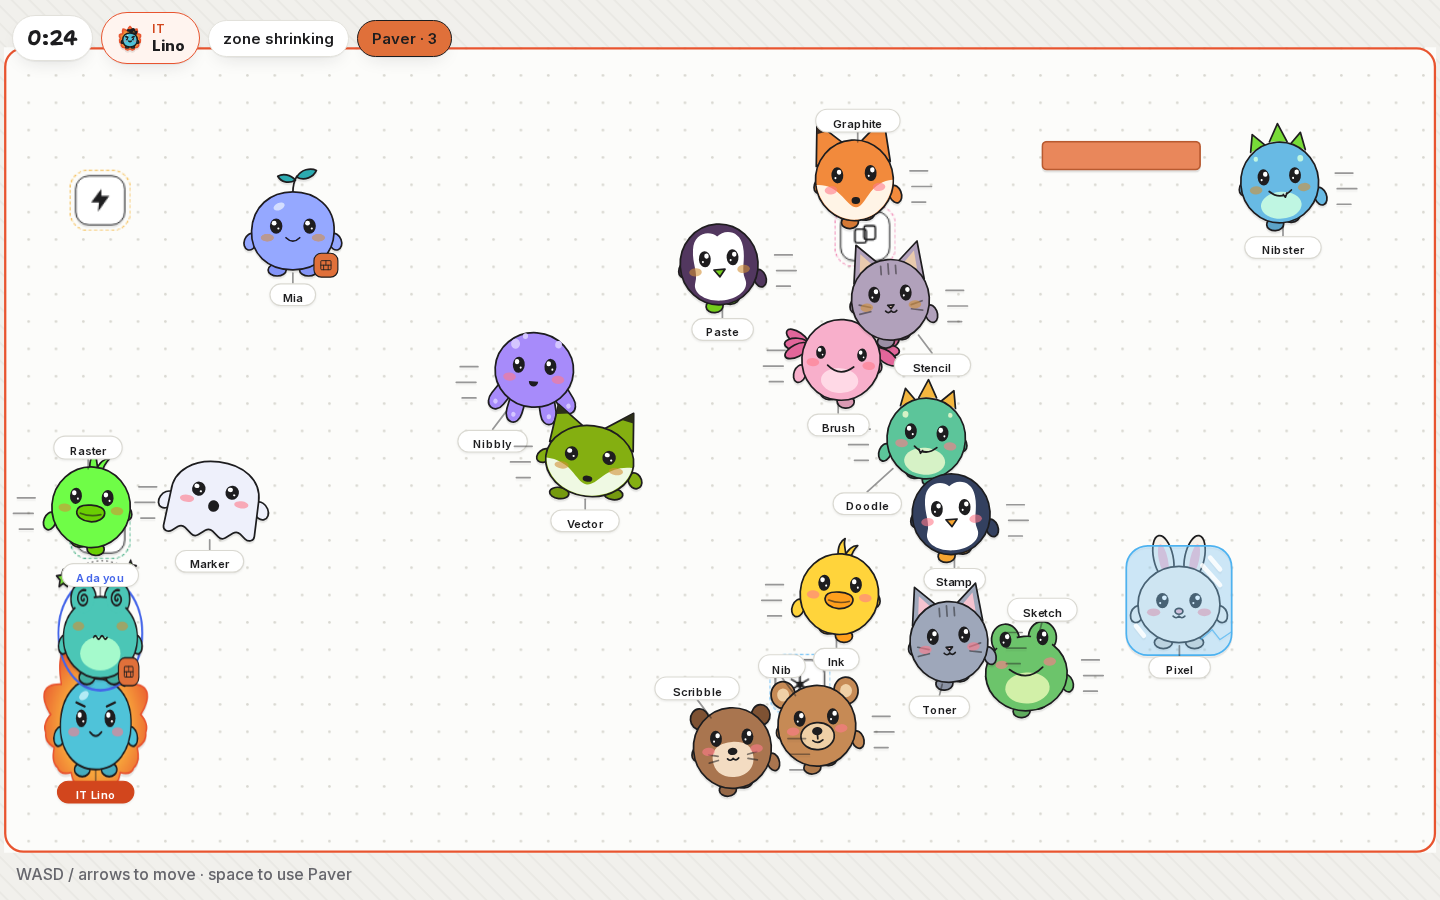 0:24
IT
Lino
zone shrinking
Paver · 3
Graphite
Nibster
Mia
Paste
Stencil
Brush
Nibbly
Raster
Doodle
Vector
Marker
Ada you
Stamp
Sketch
Ink
Nib
Pixel
Scribble
Toner
IT Lino
WASD / arrows to move · space to use Paver